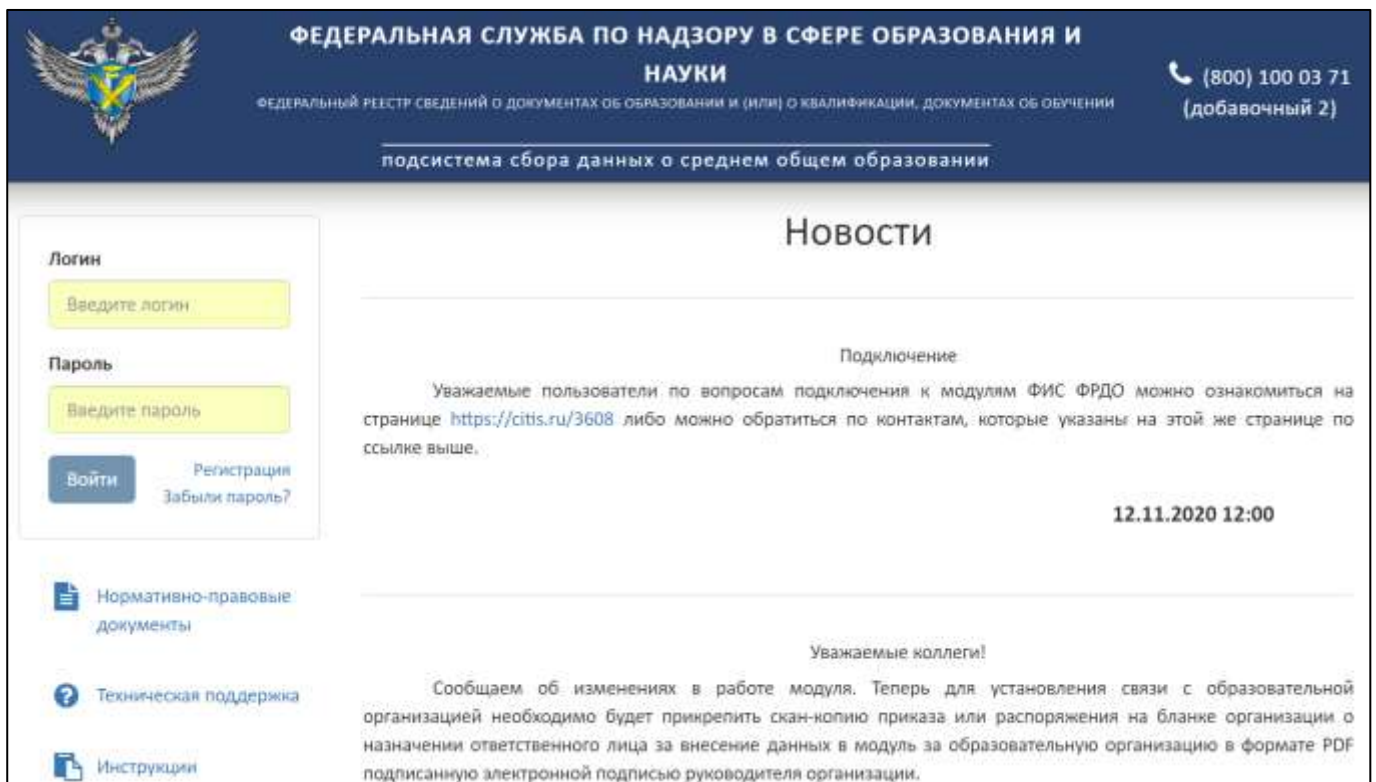 ФЕДЕРАЛЬНАЯ СЛУЖБА ПО НАДЗОРУ В СФЕРЕ ОБРАЗОВАНИЯ И
НАУКИ
ФЕДЕРАЛЬНЫЙ РЕЕСТР СВЕДЕНИЙ О ДОКУМЕНТАХ ОБ ОБРАЗОВАНИИ И (ИЛИ) О КВАЛИФИКАЦИИ, ДОКУМЕНТАХ ОБ ОБУЧЕНИИ
подсистема сбора данных о среднем общем образовании
(800) 100 03 71
(добавочный 2)
Логин
Введите логин
Пароль
Введите пароль
Войти
Регистрация
Забыли пароль?
Нормативно-правовые
документы
Техническая поддержка
Инструкции
Новости
Подключение
Уважаемые пользователи по вопросам подключения к модулям ФИС ФРДО можно ознакомиться на
странице https://citis.ru/3608 либо можно обратиться по контактам, которые указаны на этой же странице по
ссылке выше.
12.11.2020 12:00
Уважаемые коллеги!
Сообщаем об изменениях в работе модуля. Теперь для установления связи с образовательной
организацией необходимо будет прикрепить скан-копию приказа или распоряжения на бланке организации о
назначении ответственного лица за внесение данных в модуль за образовательную организацию в формате PDF
подписанную электронной подписью руководителя организации.